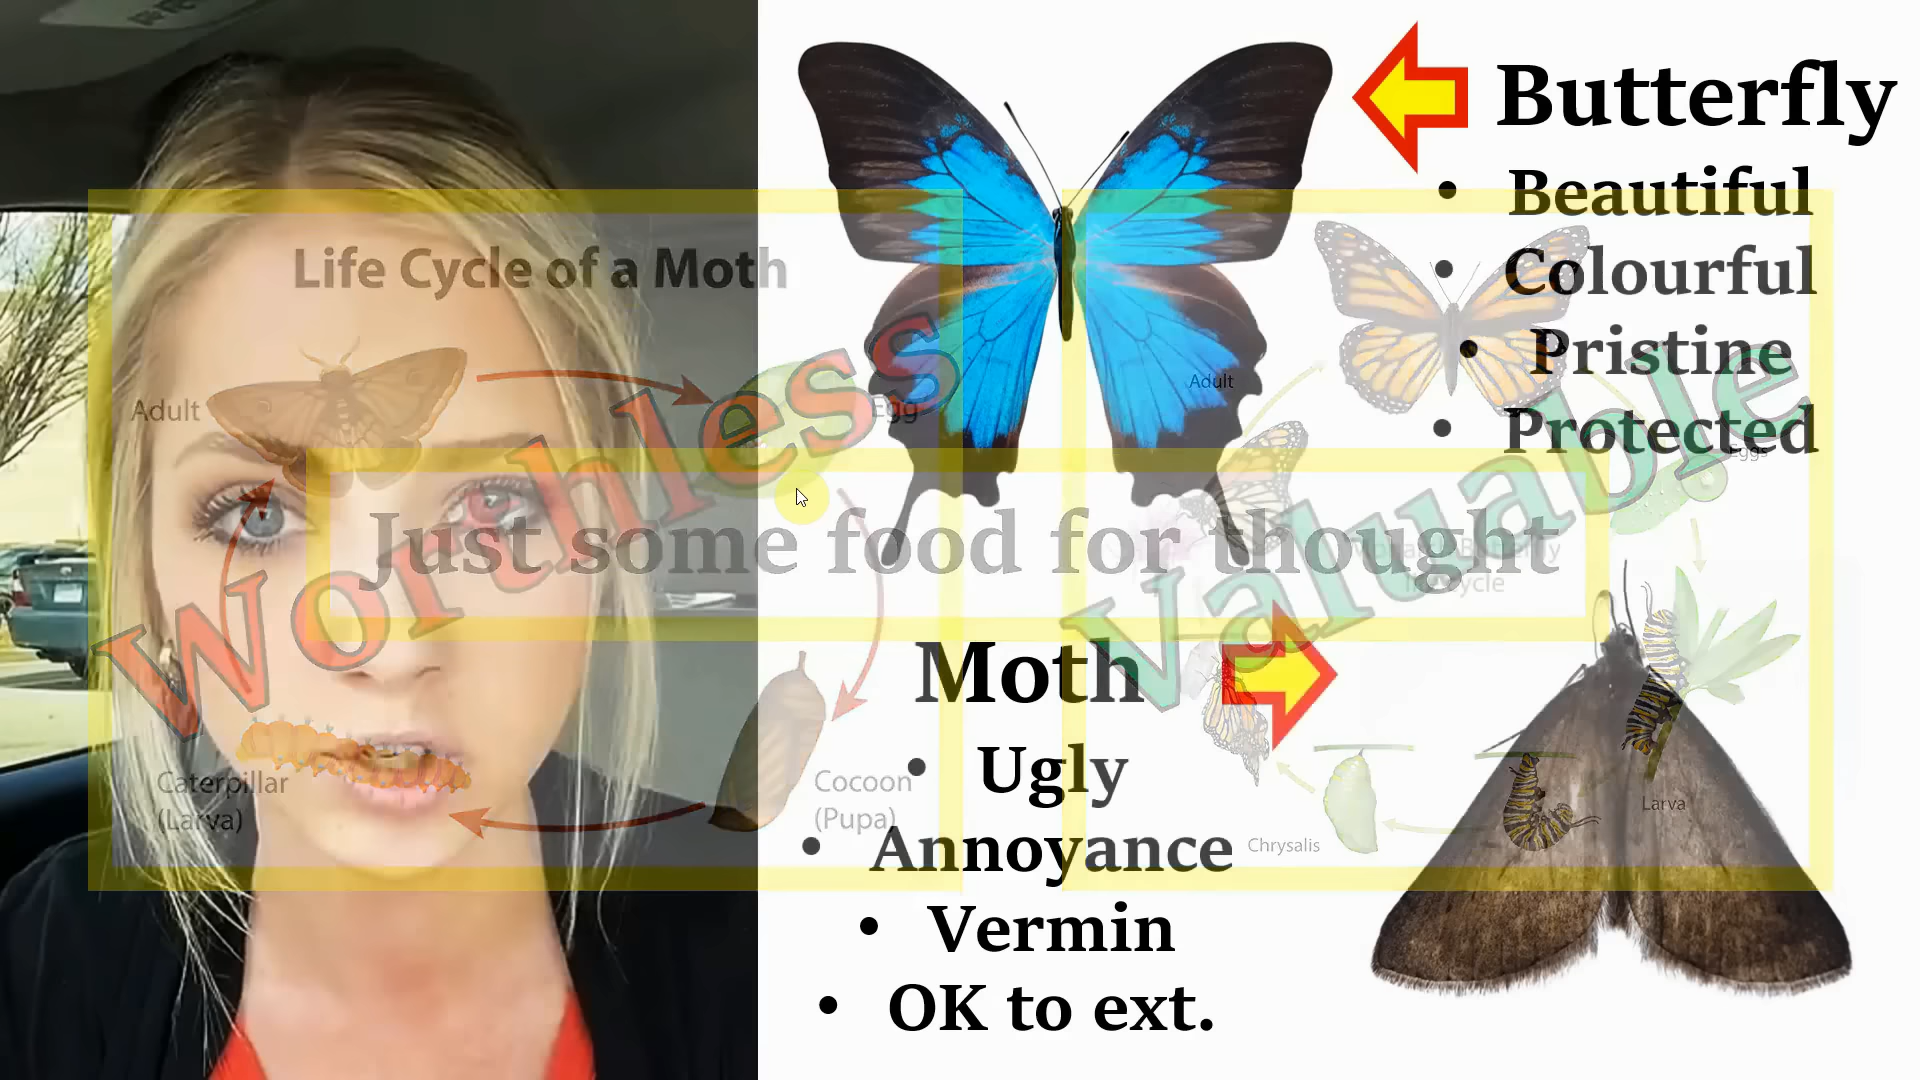 Butterfly
• Beautiful
• Colourful
• Pristine
• Protected
Life Cycle of a Moth
Adult
Egg
Cocoon
(Pupa)
Caterpillar
(Larva)
Worthless
Adult
Eggs
Larva
Chrysalis
Valuable
Just some food for thought
Moth
• Ugly
• Annoyance
• Vermin
• OK to ext.